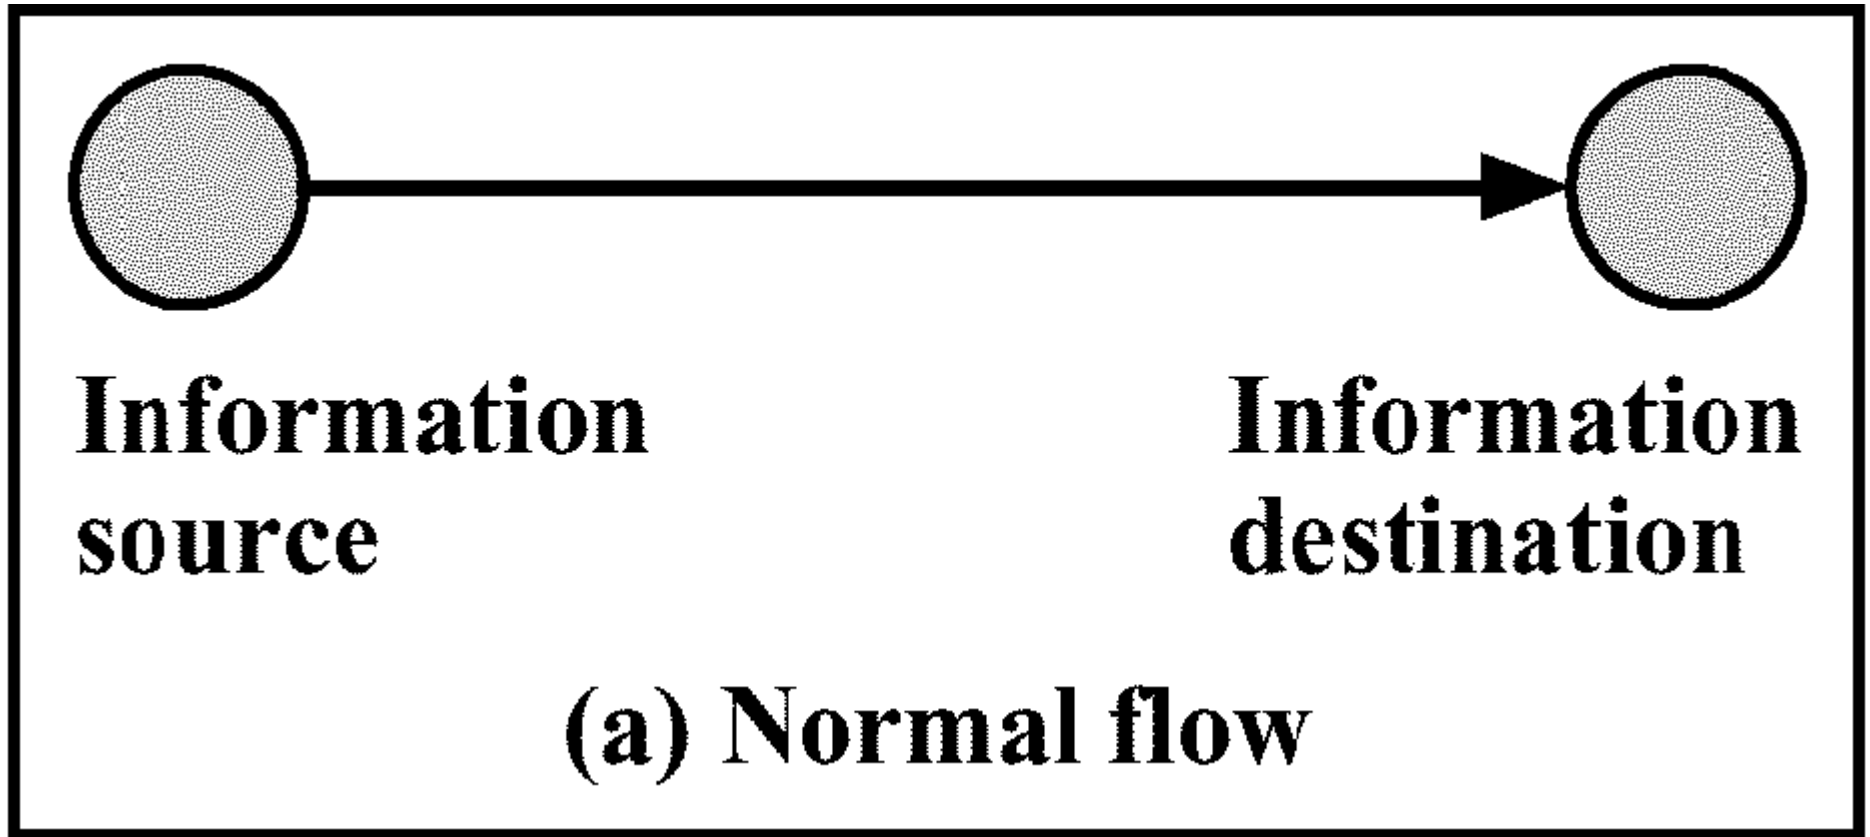 Information
source
Information
destination
(a) Normal flow